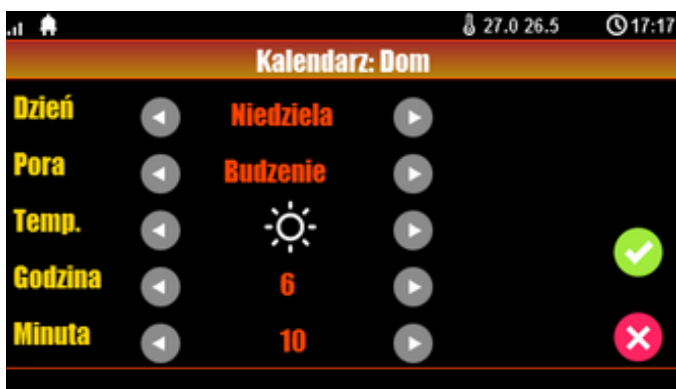 27.0 26.5 17:17
Kalendarz: Dom
Dzień Niedziela
Pora Budzenie
Temp.
Godzina 6
Minuta 10